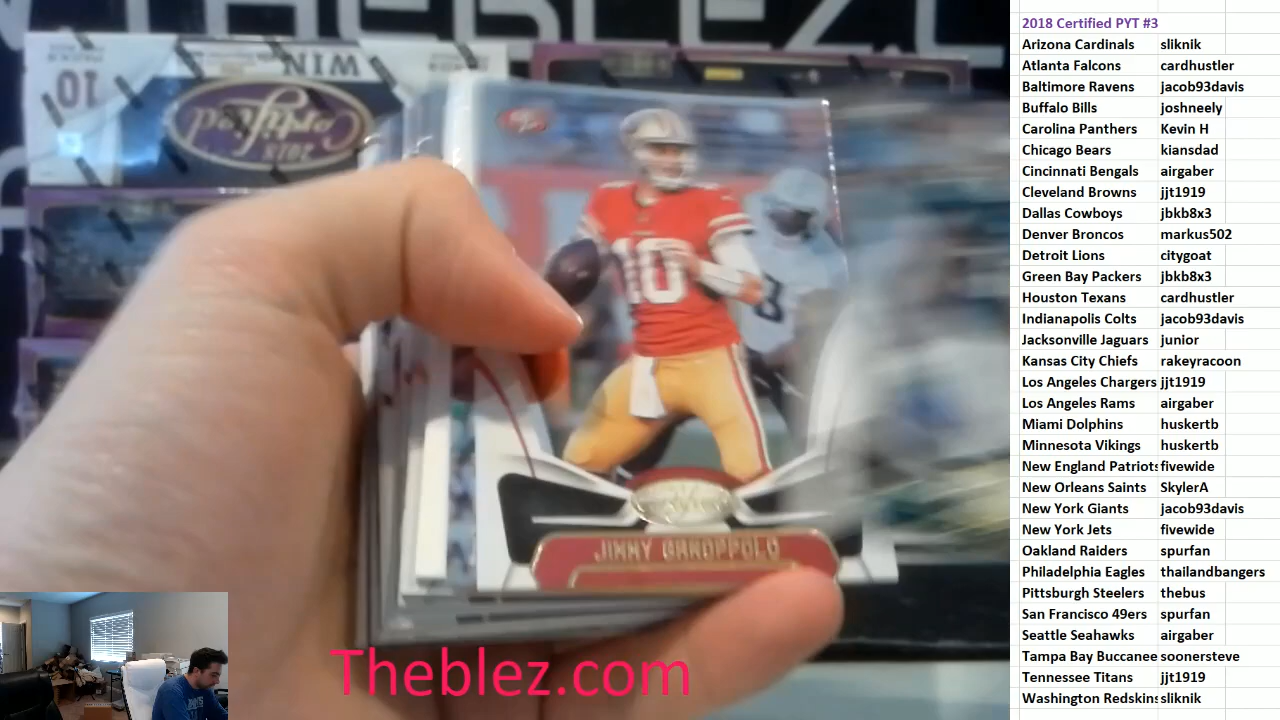 THEBLEZ.C
WIN
10
Certified
2018
10
JIMMY GAROPPOLO
Theblez.com
2018 Certified PYT #3
Arizona Cardinals sliknik
Atlanta Falcons cardhustler
Baltimore Ravens jacob93davis
Buffalo Bills joshneely
Carolina Panthers Kevin H
Chicago Bears kiansdad
Cincinnati Bengals airgaber
Cleveland Browns jjt1919
Dallas Cowboys jbkb8x3
Denver Broncos markus502
Detroit Lions citygoat
Green Bay Packers jbkb8x3
Houston Texans cardhustler
Indianapolis Colts jacob93davis
Jacksonville Jaguars junior
Kansas City Chiefs rakeyracoon
Los Angeles Chargers jjt1919
Los Angeles Rams airgaber
Miami Dolphins huskertb
Minnesota Vikings huskertb
New England Patriots fivewide
New Orleans Saints SkylerA
New York Giants jacob93davis
New York Jets fivewide
Oakland Raiders spurfan
Philadelphia Eagles thailandbangers
Pittsburgh Steelers thebus
San Francisco 49ers spurfan
Seattle Seahawks airgaber
Tampa Bay Buccanee soonersteve
Tennessee Titans jjt1919
Washington Redskins sliknik